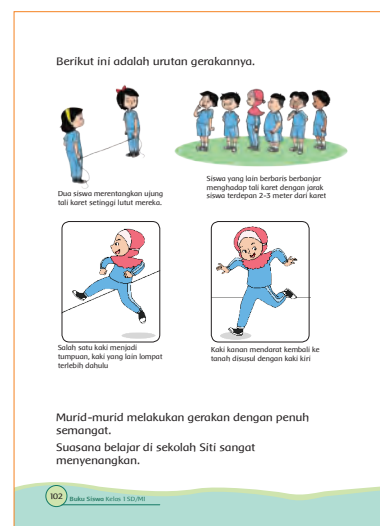 Berikut ini adalah urutan gerakannya.
Dua siswa merentangkan ujung
tali karet setinggi lutut mereka.
Siswa yang lain berbaris berbanjar
menghadap tali karet dengan jarak
siswa terdepan 2-3 meter dari karet
Salah satu kaki menjadi
tumpuan, kaki yang lain lompat
terlebih dahulu
Kaki kanan mendarat kembali ke
tanah disusul dengan kaki kiri
Murid-murid melakukan gerakan dengan penuh
semangat.
Suasana belajar di sekolah Siti sangat
menyenangkan.
102 Buku Siswa Kelas 1 SD/MI